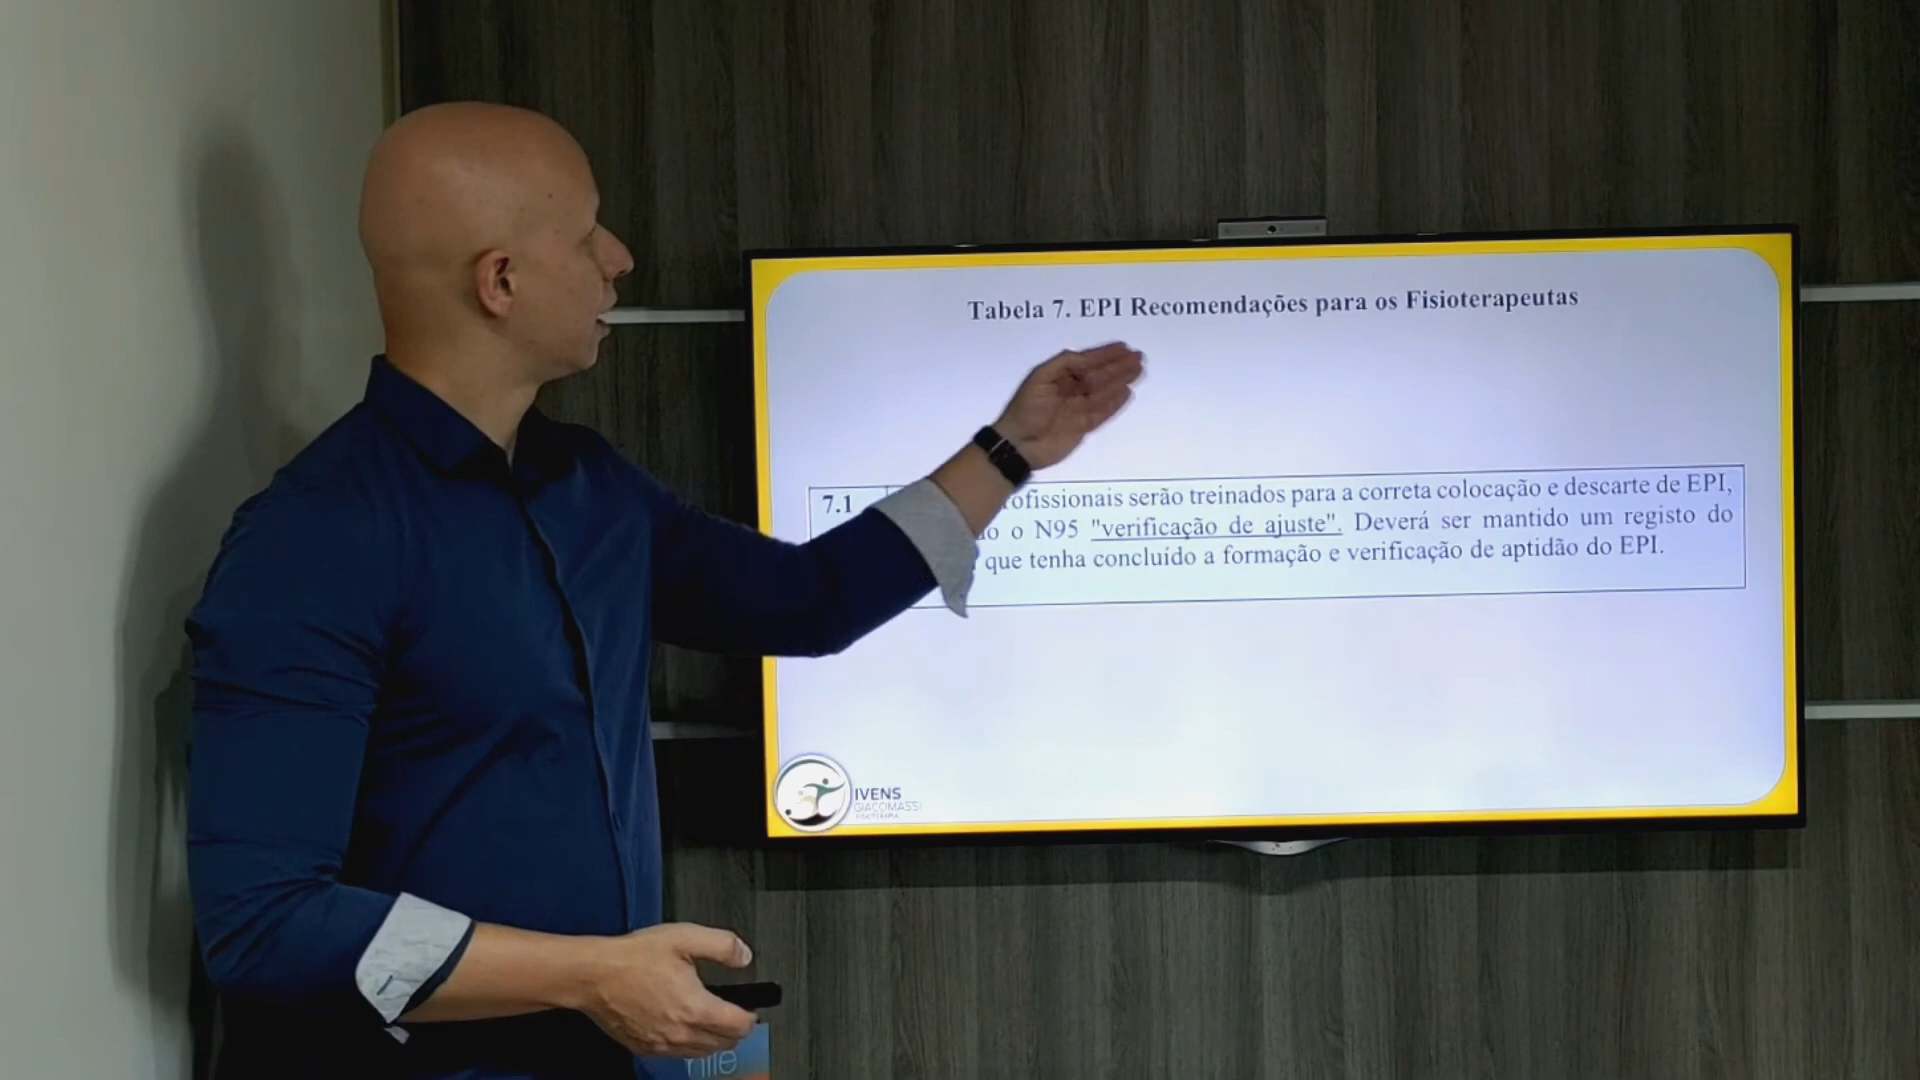 Tabela 7. EPI Recomendações para os Fisioterapeutas
7.1 ofissionais serão treinados para a correta colocação e descarte de EPI,
o N95 "verificação de ajuste". Deverá ser mantido um registo do
que tenha concluído a formação e verificação de aptidão do EPI.
IVENS
GIACOMASSI